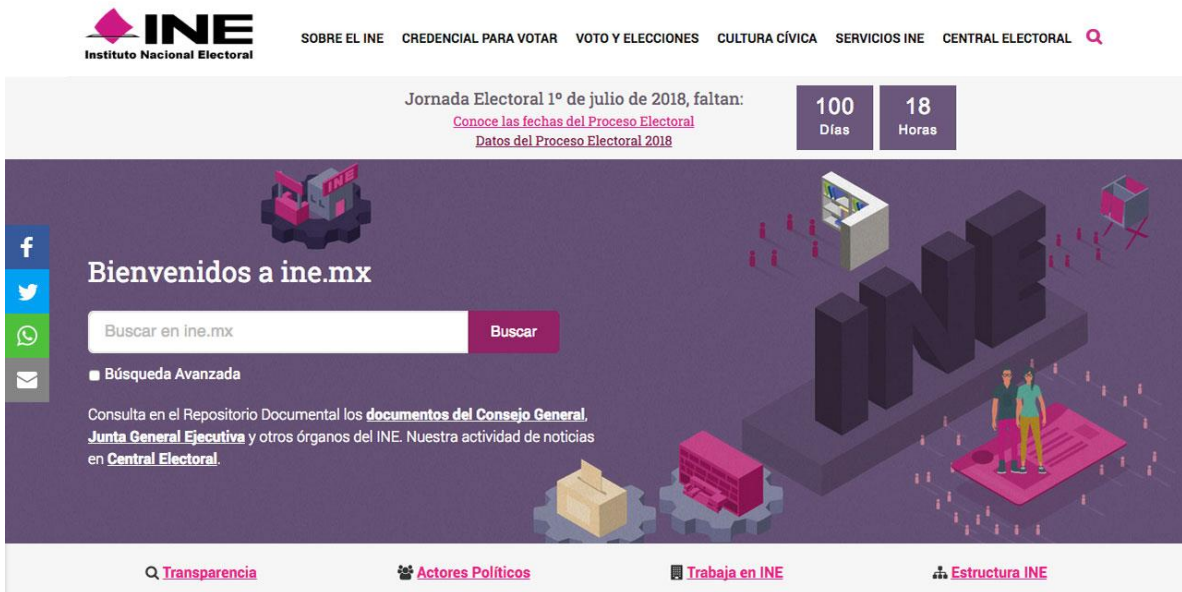 INE
Instituto Nacional Electoral
SOBRE EL INE CREDENCIAL PARA VOTAR VOTO Y ELECCIONES CULTURA CÍVICA SERVICIOS INE CENTRAL ELECTORAL
Jornada Electoral 1º de julio de 2018, faltan:
Conoce las fechas del Proceso Electoral
Datos del Proceso Electoral 2018
100
Días
18
Horas
INE
Bienvenidos a ine.mx
Buscar en ine.mx
Buscar
Búsqueda Avanzada
Consulta en el Repositorio Documental los documentos del Consejo General,
Junta General Ejecutiva y otros órganos del INE. Nuestra actividad de noticias
en Central Electoral.
INE
Transparencia
Actores Políticos
Trabaja en INE
Estructura INE